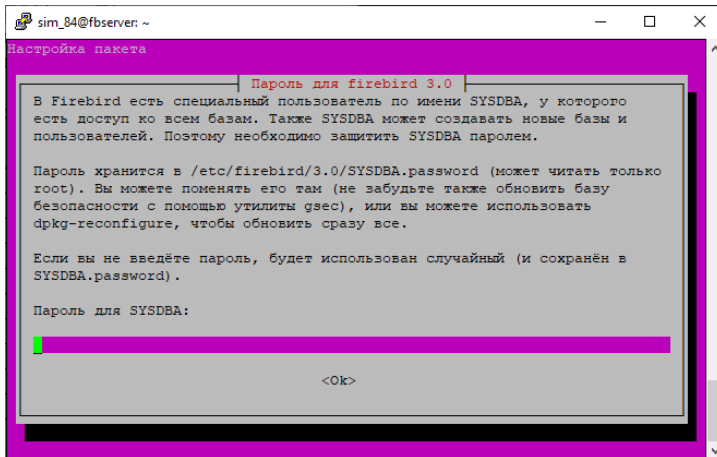 sim_84@fbserver: ~
Настройка пакета
Пароль для firebird 3.0
В Firebird есть специальный пользователь по имени SYSDBA, у которого
есть доступ ко всем базам. Также SYSDBA может создавать новые базы и
пользователей. Поэтому необходимо защитить SYSDBA паролем.
Пароль хранится в /etc/firebird/3.0/SYSDBA.password (может читать только
root). Вы можете поменять его там (не забудьте также обновить базу
безопасности с помощью утилиты gsec), или вы можете использовать
dpkg-reconfigure, чтобы обновить сразу все.
Если вы не введёте пароль, будет использован случайный (и сохранён в
SYSDBA.password).
Пароль для SYSDBA:
<Ok>